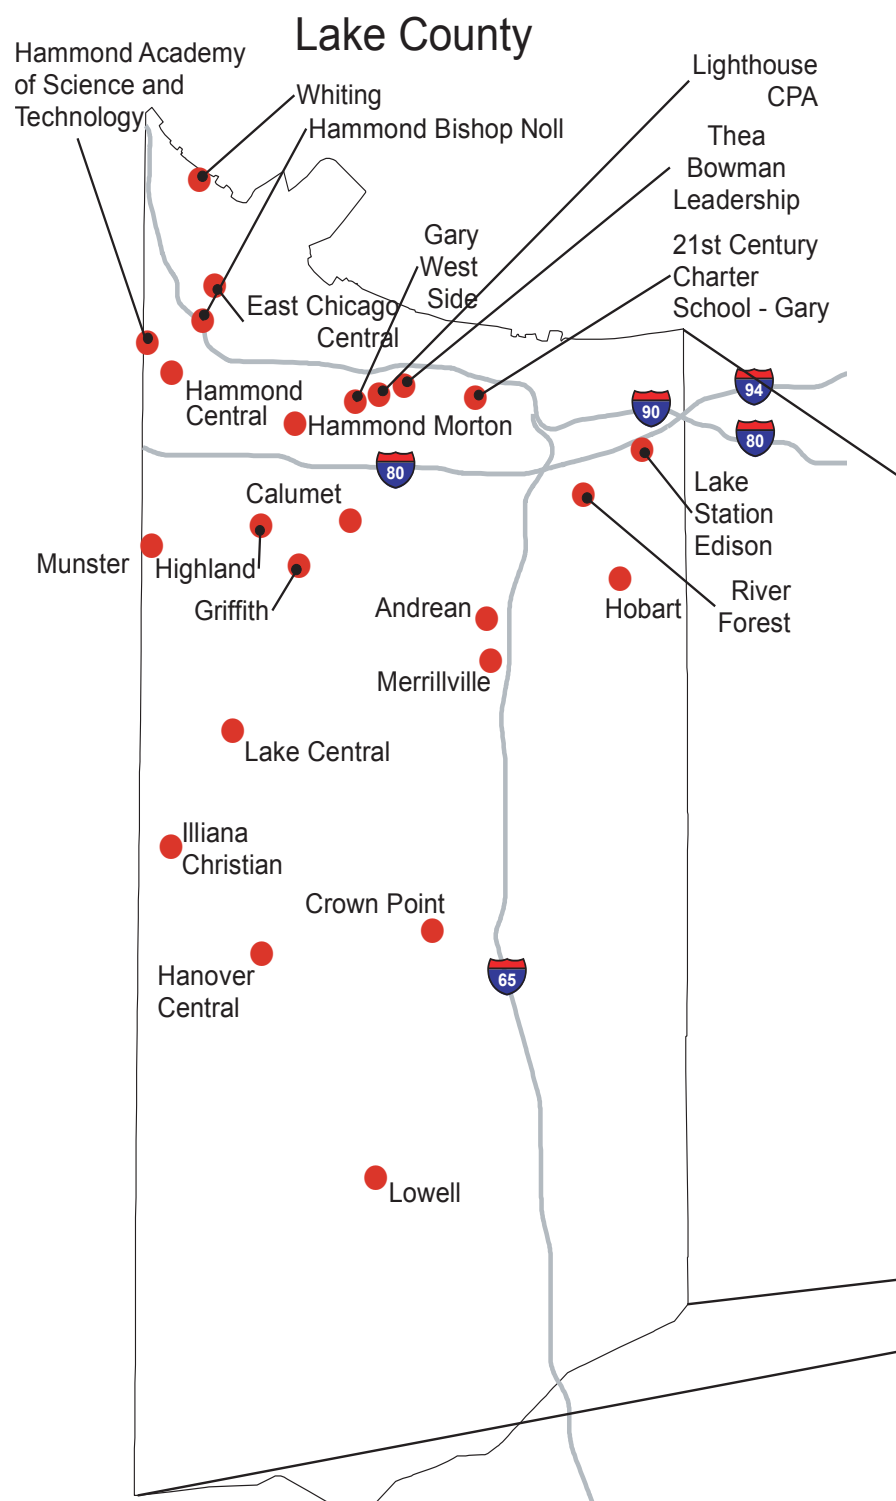 Lake County
Hammond Academy
of Science and
Technology
Whiting
Hammond Bishop Noll
Lighthouse
CPA
Thea
Bowman
Leadership
21st Century
Charter
School - Gary
Gary
West
Side
East Chicago
Central
Hammond
Central
Hammond Morton
90
94
80
80
Calumet
Lake
Station
Edison
Munster
Highland
Griffith
Andrean
Hobart
River
Forest
Merrillville
Lake Central
Illiana
Christian
Crown Point
Hanover
Central
65
Lowell